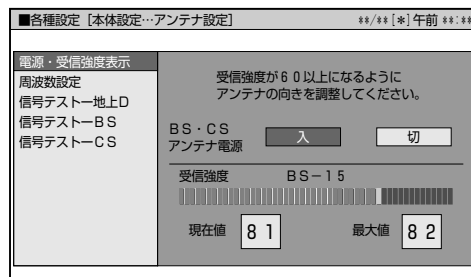 ■各種設定［本体設定…アンテナ設定］ **/**[*]午前 **:**
電源・受信強度表示
周波数設定
信号テストー地上D
信号テストーBS
信号テストーCS
受信強度が60以上になるように
アンテナの向きを調整してください。
BS・CS
アンテナ電源 入 切
受信強度 BS－15
現在値 81 最大値 82